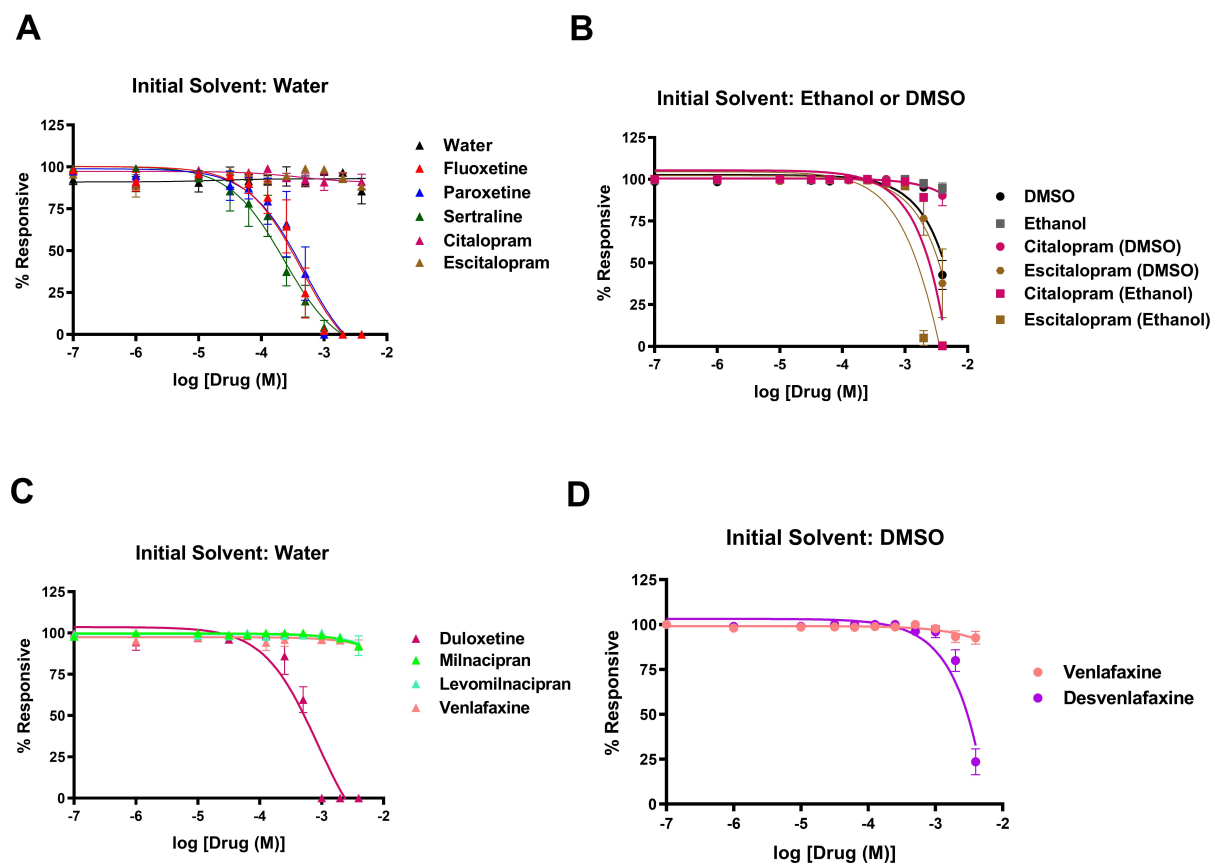 A
Initial Solvent: Water
% Responsive
125
100
75
50
25
0
-7
-6
-5
-4
-3
-2
log [Drug (M)]
Water
Fluoxetine
Paroxetine
Sertraline
Citalopram
Escitalopram
B
Initial Solvent: Ethanol or DMSO
% Responsive
125
100
75
50
25
0
-7
-6
-5
-4
-3
-2
log [Drug (M)]
DMSO
Ethanol
Citalopram (DMSO)
Escitalopram (DMSO)
Citalopram (Ethanol)
Escitalopram (Ethanol)
C
Initial Solvent: Water
% Responsive
125
100
75
50
25
0
-7
-6
-5
-4
-3
-2
log [Drug (M)]
Duloxetine
Milnacipran
Levomilnacipran
Venlafaxine
D
Initial Solvent: DMSO
% Responsive
125
100
75
50
25
0
-7
-6
-5
-4
-3
-2
log [Drug (M)]
Venlafaxine
Desvenlafaxine